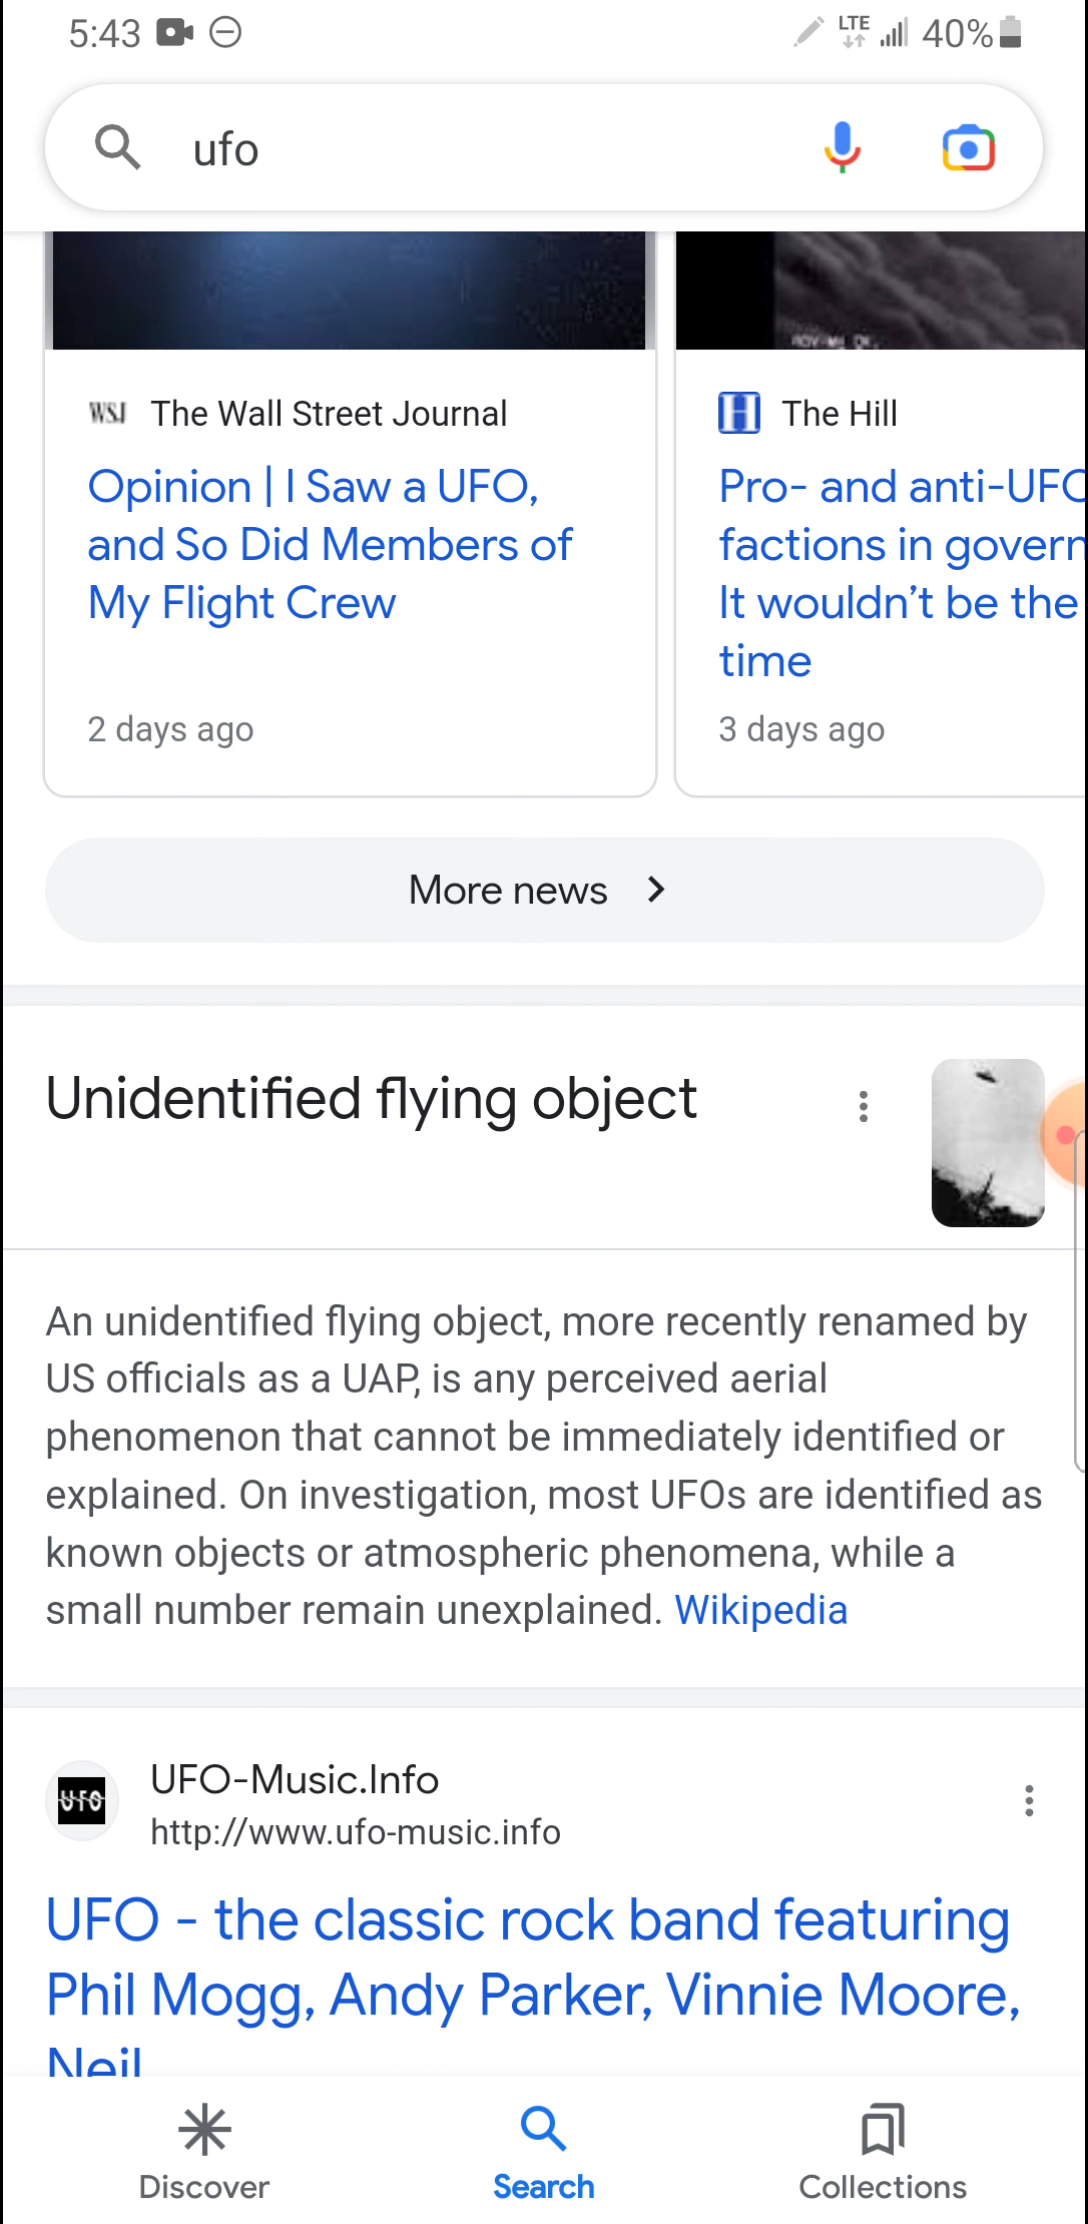 5:43 LTE 40%
ufo
WSJ The Wall Street Journal
Opinion | I Saw a UFO,
and So Did Members of
My Flight Crew
2 days ago
The Hill
Pro- and anti-UFO
factions in govern
It wouldn’t be the
time
3 days ago
More news
Unidentified flying object
An unidentified flying object, more recently renamed by
US officials as a UAP, is any perceived aerial
phenomenon that cannot be immediately identified or
explained. On investigation, most UFOs are identified as
known objects or atmospheric phenomena, while a
small number remain unexplained. Wikipedia
UFO
UFO-Music.Info
http://www.ufo-music.info
UFO - the classic rock band featuring
Phil Mogg, Andy Parker, Vinnie Moore,
Neil
Discover
Search
Collections